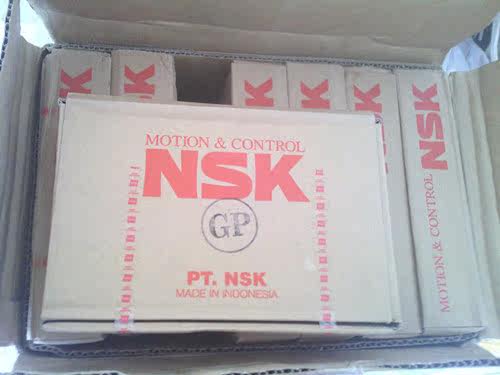 NSK
NSK
NSK
NSK
NSK
MOTION & CONTROL
NSK
MOTION & CONTROL
NSK
GP
PT. NSK
MADE IN INDONESIA